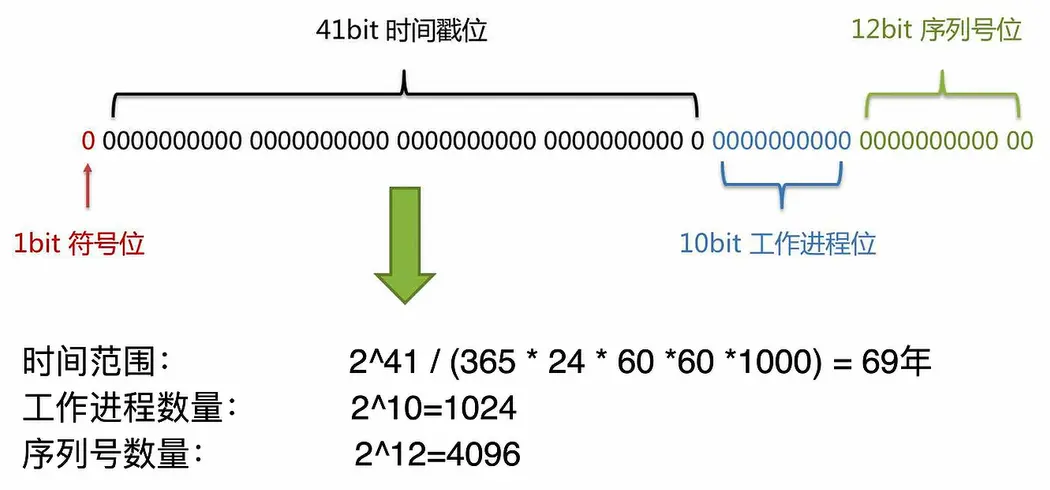 41bit 时间戳位
12bit 序列号位
0 0000000000 0000000000 0000000000 0000000000 0 0000000000 0000000000 00
1bit 符号位
10bit 工作进程位
时间范围: 2^41 / (365 * 24 * 60 *60 *1000) = 69年
工作进程数量: 2^10=1024
序列号数量: 2^12=4096